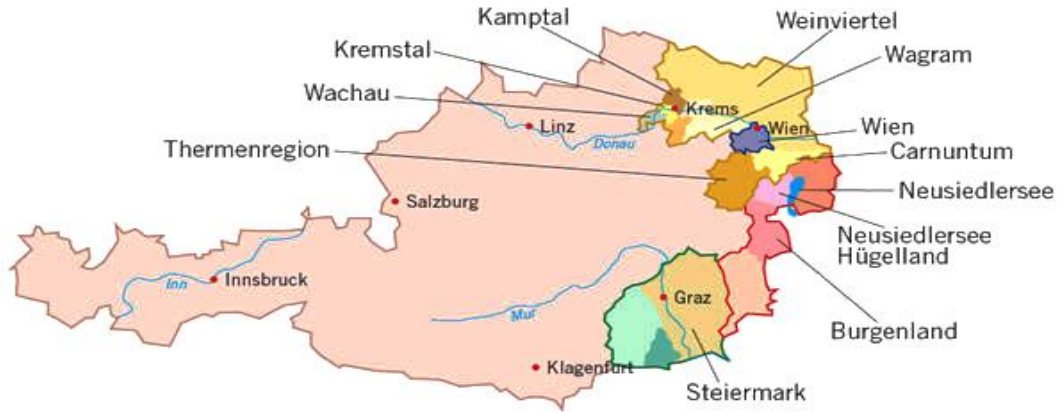 Kamptal
Weinviertel
Kremstal
Wagram
Wachau
Krems
Linz
Donau
Wien
Wien
Thermenregion
Carnuntum
Salzburg
Neusiedlersee
Neusiedlersee
Hügelland
Inn
Innsbruck
Graz
Mur
Burgenland
Klagenfurt
Steiermark